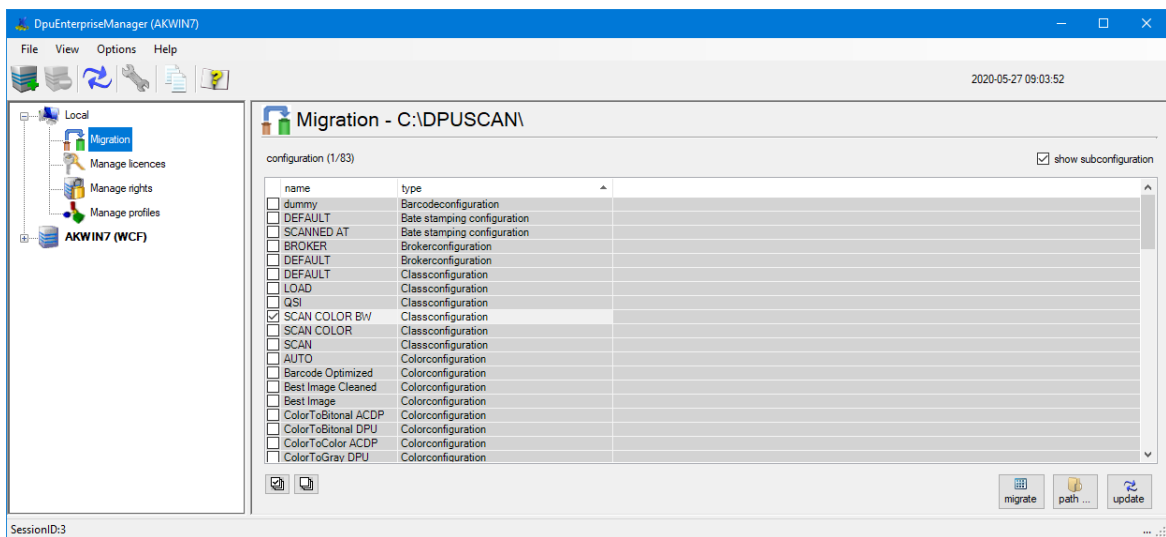 DpuEnterpriseManager (AKWIN7)
File View Options Help
2020-05-27 09:03:52
Local
Migration
Manage licences
Manage rights
Manage profiles
AKWIN7 (WCF)
Migration - C:\DPUSCAN\
configuration (1/83)
show subconfiguration
name type
dummy Barcodeconfiguration
DEFAULT Bate stamping configuration
SCANNED AT Bate stamping configuration
BROKER Brokerconfiguration
DEFAULT Brokerconfiguration
DEFAULT Classconfiguration
LOAD Classconfiguration
QSI Classconfiguration
SCAN COLOR BW Classconfiguration
SCAN COLOR Classconfiguration
SCAN Classconfiguration
AUTO Colorconfiguration
Barcode Optimized Colorconfiguration
Best Image Cleaned Colorconfiguration
Best Image Colorconfiguration
ColorToBitonal ACDP Colorconfiguration
ColorToBitonal DPU Colorconfiguration
ColorToColor ACDP Colorconfiguration
ColorToGray DPU Colorconfiguration
migrate path ... update
SessionID:3 ...